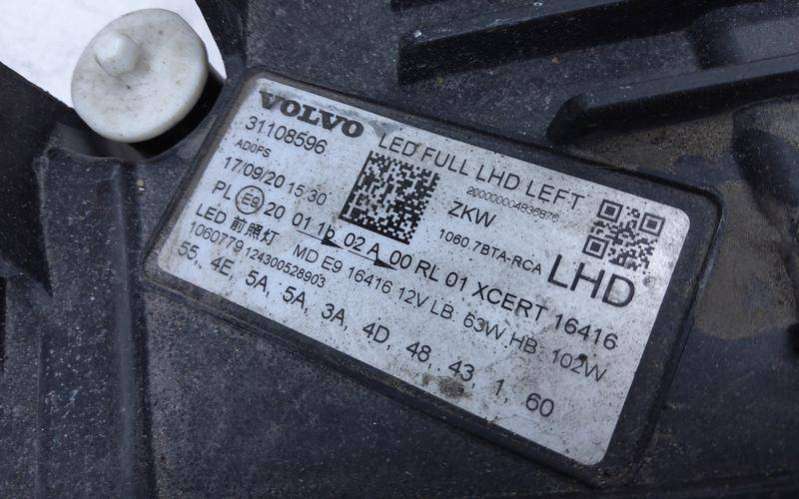 VOLVO
31108596 LED FULL LHD LEFT
AD0PS
17/09/20 15:30 ZKW
1060.7BTA-RCA LHD
PL E9 20 01 1b 02 A 00 RL 01 XCERT 16416
LED 前照灯 MD E9 16416 12V LB: 63W HB: 102W
1060779 124300528903
55, 4E, 5A, 5A, 3A, 4D, 48, 43, 1, 60